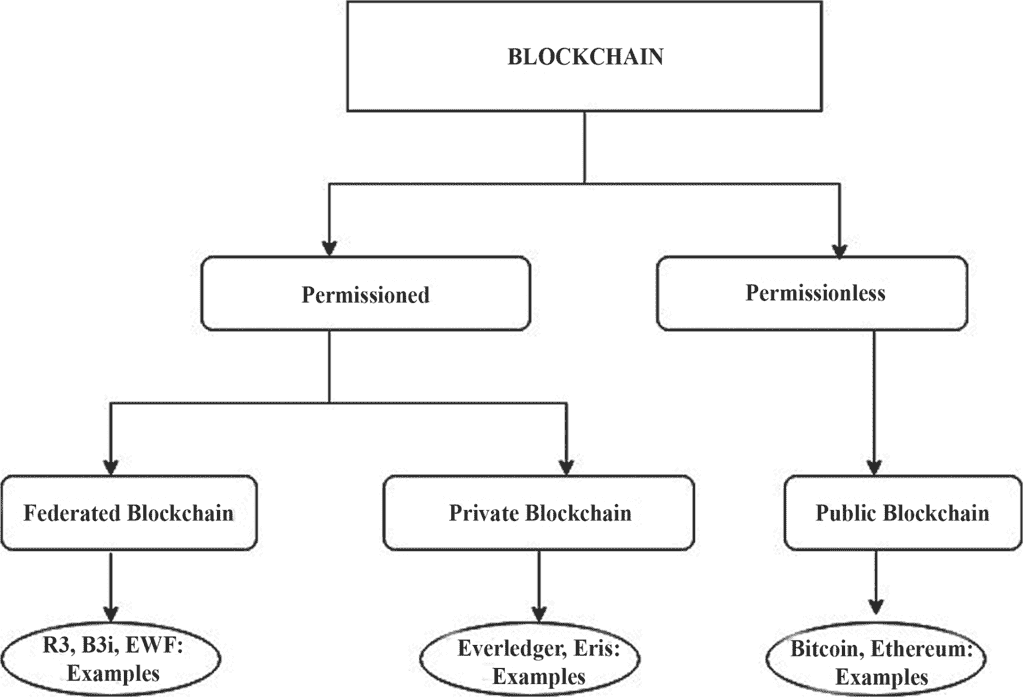 BLOCKCHAIN
Permissioned
Permissionless
Federated Blockchain
Private Blockchain
Public Blockchain
R3, B3i, EWF:
Examples
Everledger, Eris:
Examples
Bitcoin, Ethereum:
Examples